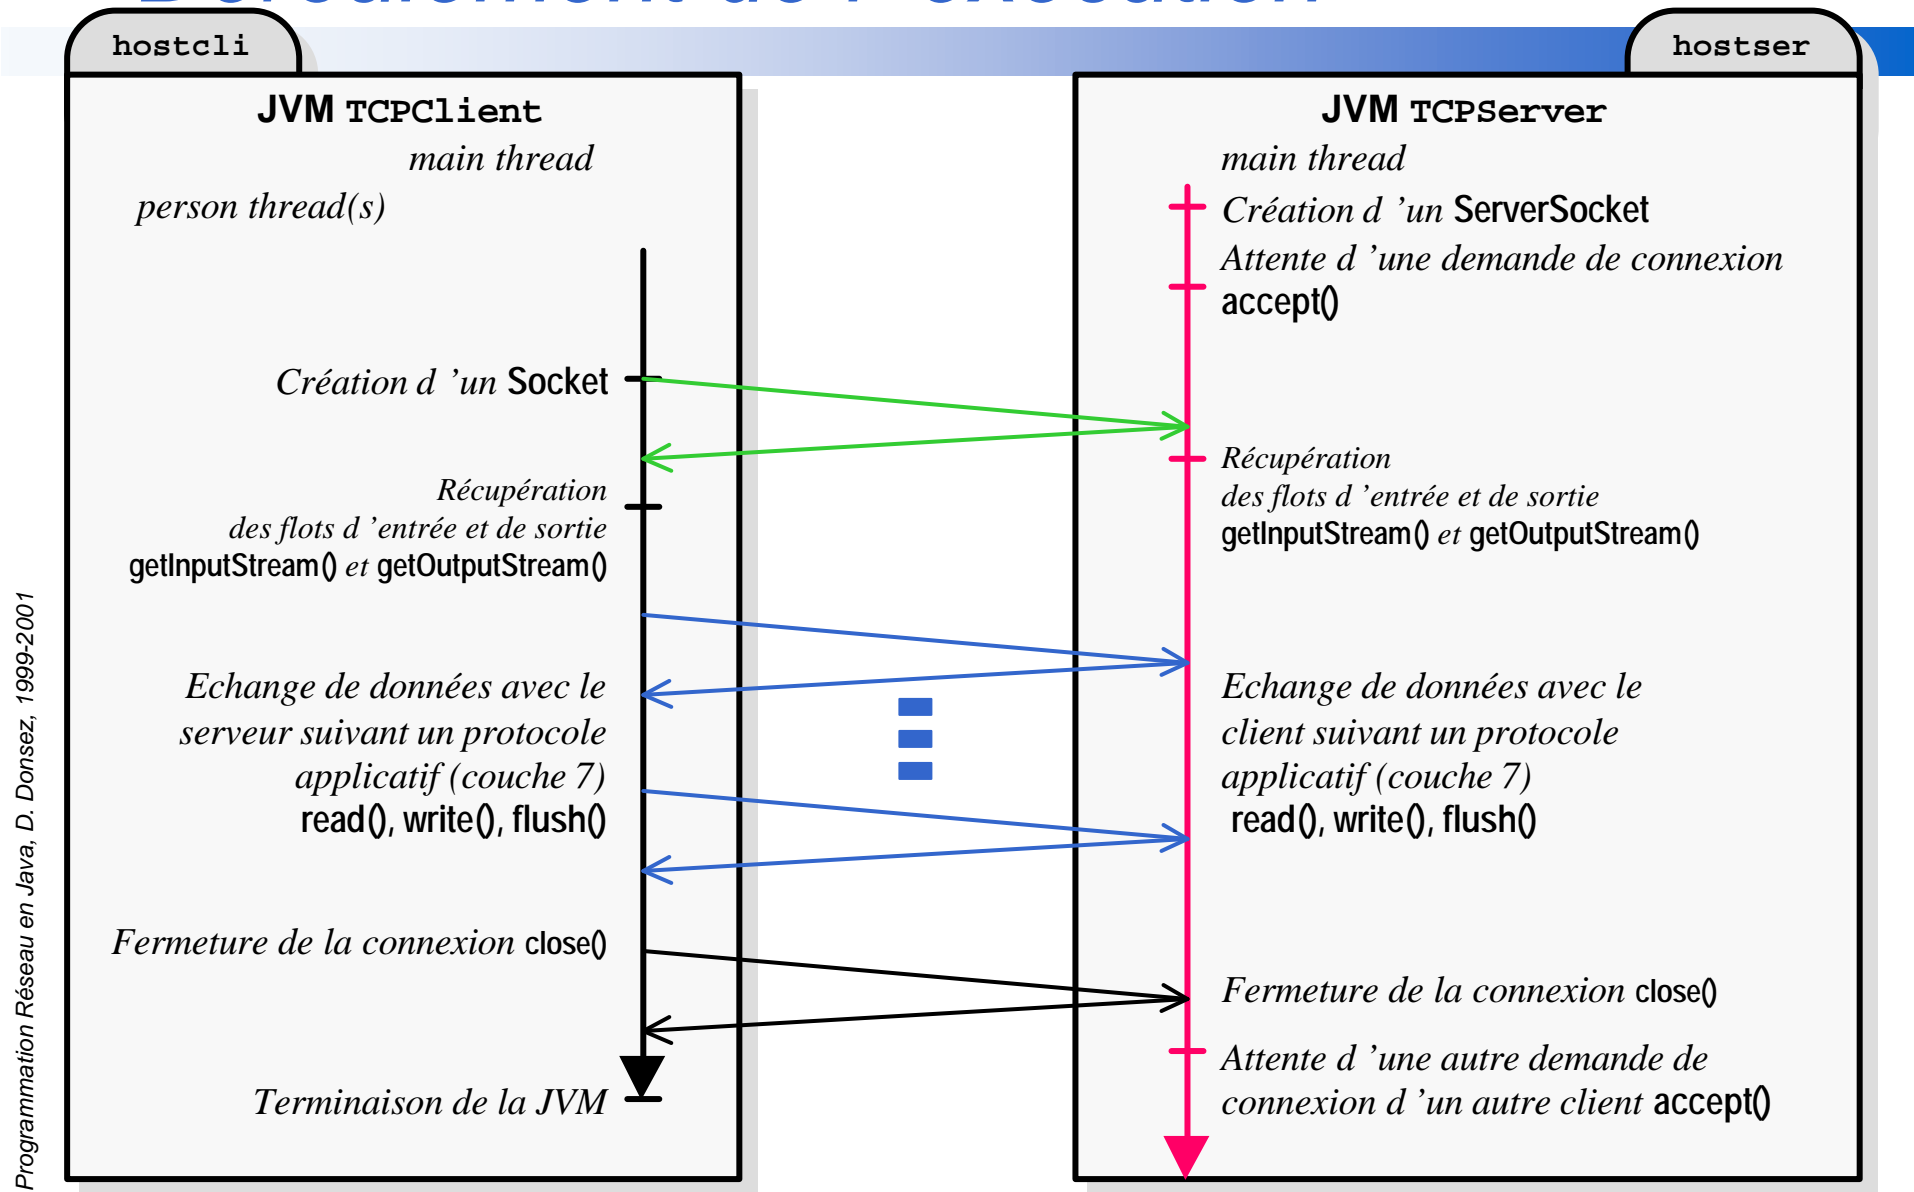 hostcli
JVM TCPClient
main thread
person thread(s)
Création d ’un Socket
Récupération
des flots d ’entrée et de sortie
getInputStream() et getOutputStream()
Echange de données avec le
serveur suivant un protocole
applicatif (couche 7)
read(), write(), flush()
Fermeture de la connexion close()
Terminaison de la JVM
hostser
JVM TCPServer
main thread
Création d ’un ServerSocket
Attente d ’une demande de connexion
accept()
Récupération
des flots d ’entrée et de sortie
getInputStream() et getOutputStream()
Echange de données avec le
client suivant un protocole
applicatif (couche 7)
read(), write(), flush()
Fermeture de la connexion close()
Attente d ’une autre demande de
connexion d ’un autre client accept()
Programmation Réseau en Java, D. Donsez, 1999-2001